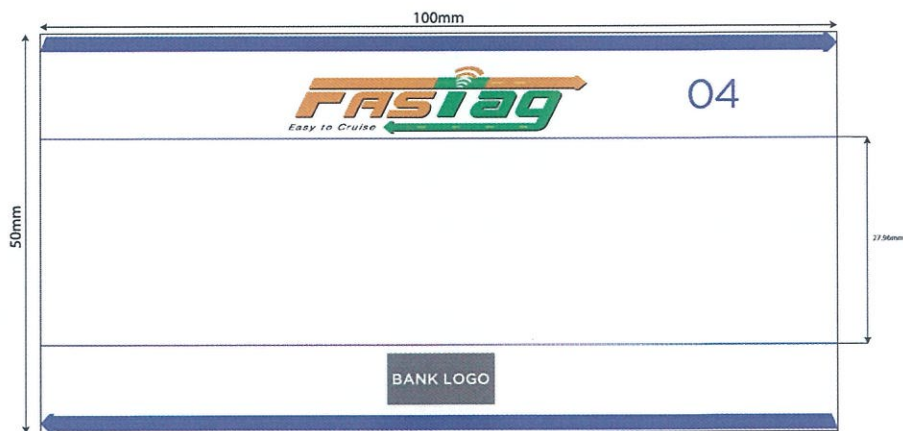 100mm
FASTag
04
Easy to Cruise
50mm
27.96mm
BANK LOGO